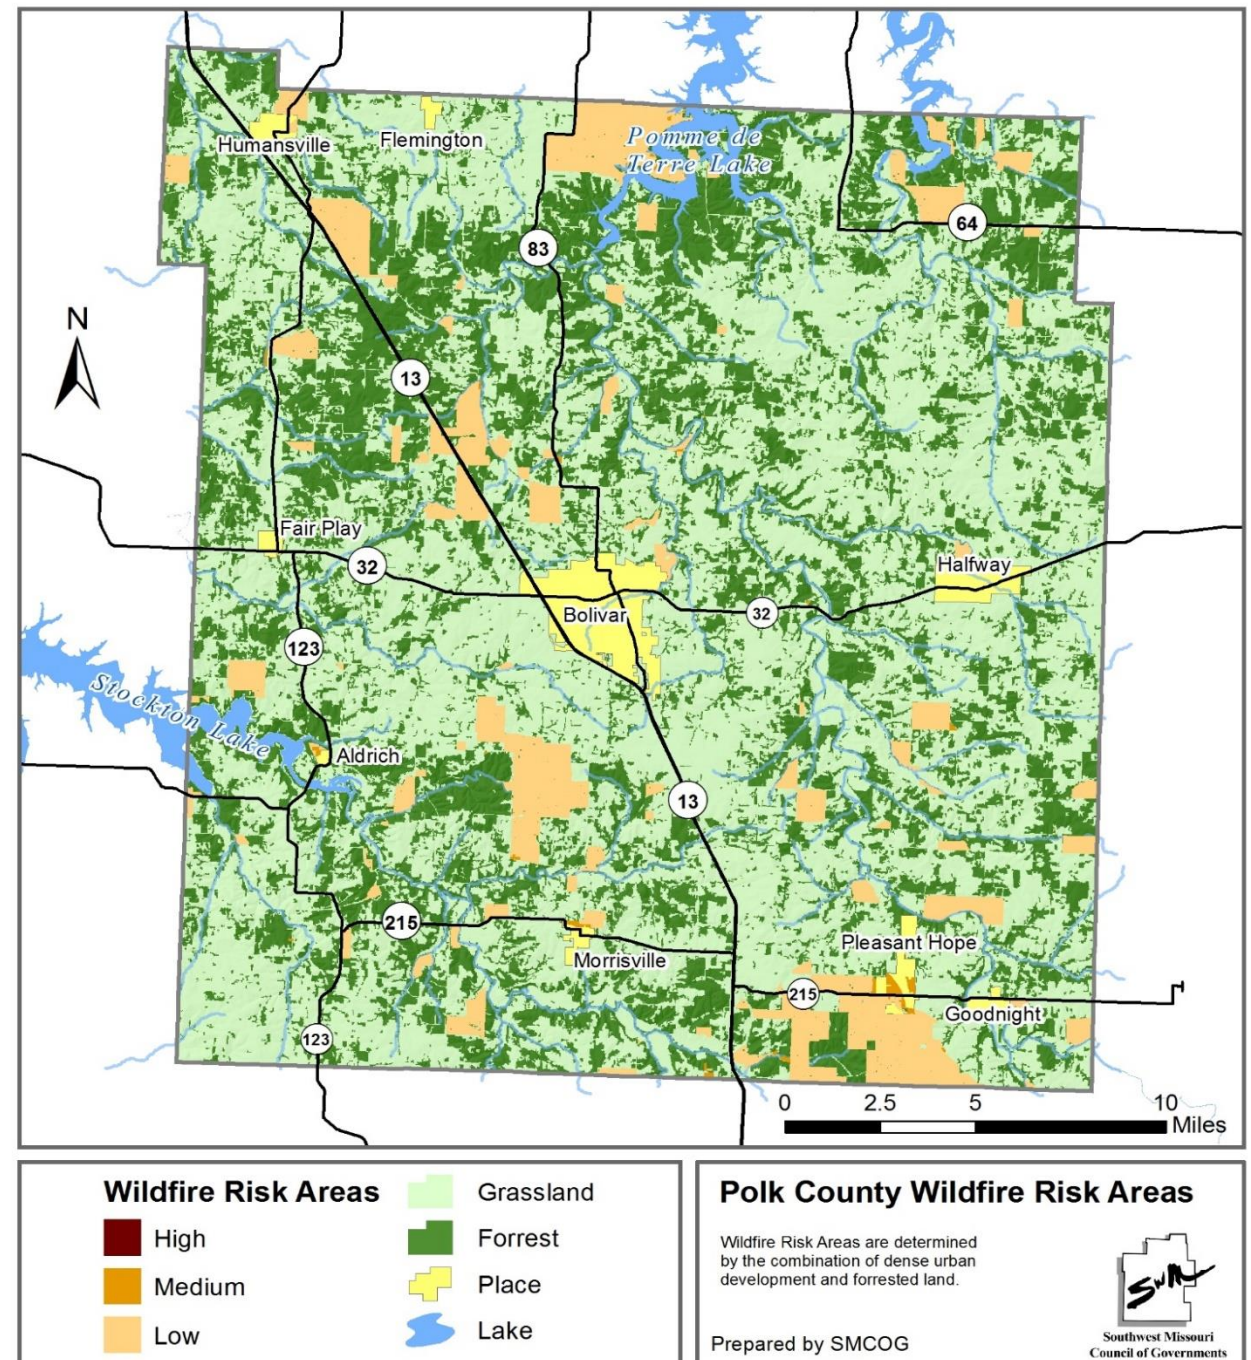 Pomme de
Terre Lake
Humansville
Flemington
64
83
N
13
Fair Play
32
Halfway
Bolivar
32
123
Stockton Lake
Aldrich
13
215
Pleasant Hope
Morrisville
215
Goodnight
123
0 2.5 5 10
Miles
Wildfire Risk Areas
High
Medium
Low
Grassland
Forrest
Place
Lake
Polk County Wildfire Risk Areas
Wildfire Risk Areas are determined
by the combination of dense urban
development and forrested land.
Prepared by SMCOG
SWM
Southwest Missouri
Council of Governments